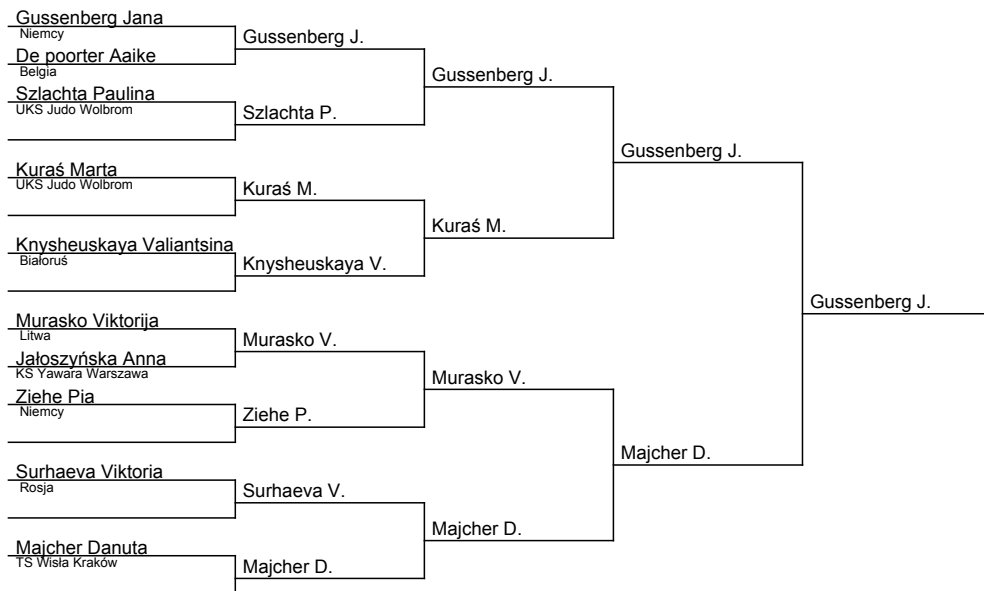 Gussenberg Jana
Niemcy
Gussenberg J.
De poorter Aaike
Belgia
Gussenberg J.
Szlachta Paulina
UKS Judo Wolbrom
Szlachta P.
Gussenberg J.
Kuraś Marta
UKS Judo Wolbrom
Kuraś M.
Kuraś M.
Knysheuskaya Valiantsina
Białoruś
Knysheuskaya V.
Gussenberg J.
Murasko Viktorija
Litwa
Murasko V.
Jałoszyńska Anna
KS Yawara Warszawa
Murasko V.
Ziehe Pia
Niemcy
Ziehe P.
Majcher D.
Surhaeva Viktoria
Rosja
Surhaeva V.
Majcher D.
Majcher Danuta
TS Wisła Kraków
Majcher D.